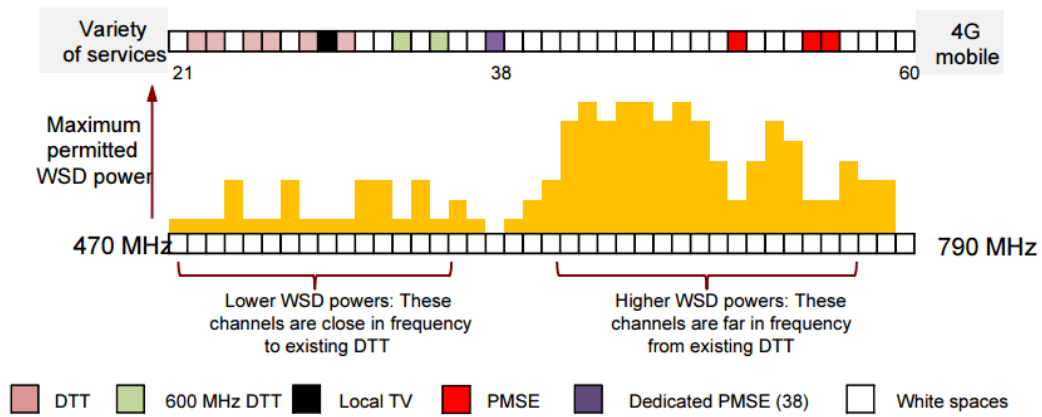 Variety
of services
4G
mobile
21
38
60
Maximum
permitted
WSD power
470 MHz
790 MHz
Lower WSD powers: These
channels are close in frequency
to existing DTT
Higher WSD powers: These
channels are far in frequency
from existing DTT
DTT
600 MHz DTT
Local TV
PMSE
Dedicated PMSE (38)
White spaces